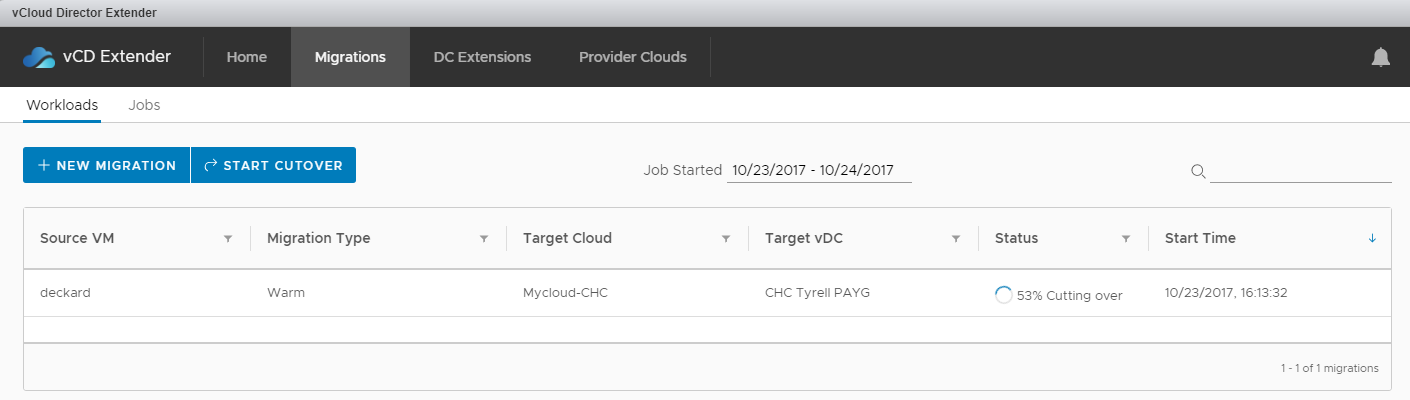 vCloud Director Extender
vCD Extender Home Migrations DC Extensions Provider Clouds
Workloads Jobs
NEW MIGRATION START CUTOVER Job Started 10/23/2017 - 10/24/2017
Source VM Migration Type Target Cloud Target vDC Status Start Time
deckard Warm Mycloud-CHC CHC Tyrell PAYG 53% Cutting over 10/23/2017, 16:13:32
1 - 1 of 1 migrations